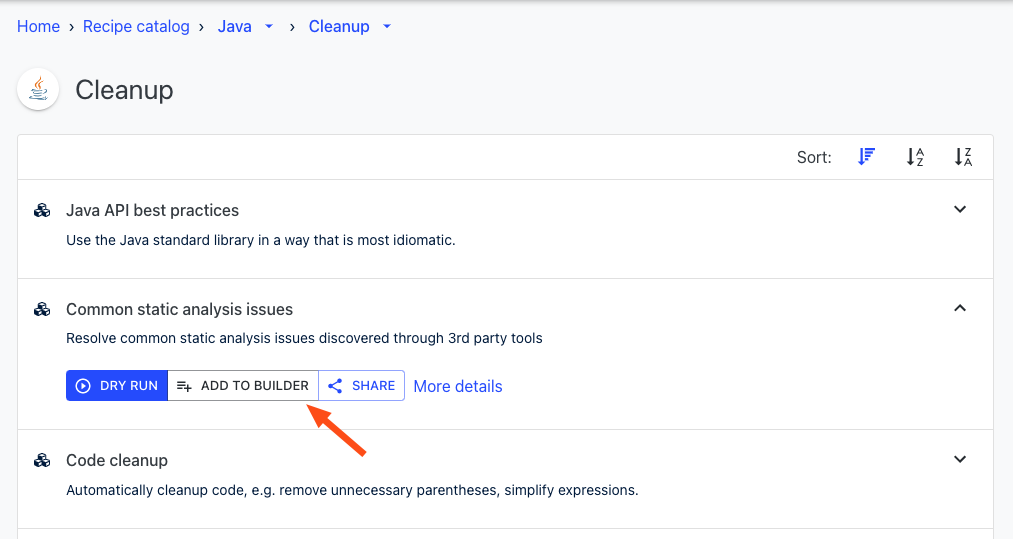 Home › Recipe catalog › Java › Cleanup
Cleanup
Sort: A Z Z A
Java API best practices
Use the Java standard library in a way that is most idiomatic.
Common static analysis issues
Resolve common static analysis issues discovered through 3rd party tools
DRY RUN ADD TO BUILDER SHARE More details
Code cleanup
Automatically cleanup code, e.g. remove unnecessary parentheses, simplify expressions.